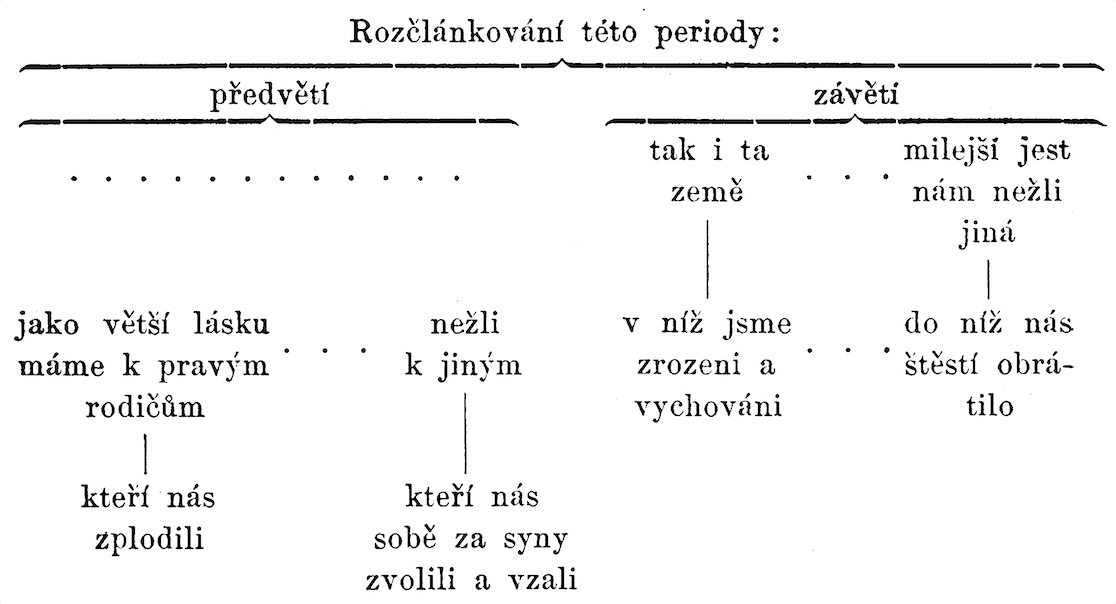 Rozčlánkování této periody:
předvětí
závětí
tak i ta
země
milejší jest
nám nežli
jiná
jako větší lásku
máme k pravým
rodičům
nežli
k jiným
v níž jsme
zrozeni a
vychováni
do níž nás
štěstí obrá-
tilo
kteří nás
zplodili
kteří nás
sobě za syny
zvolili a vzali